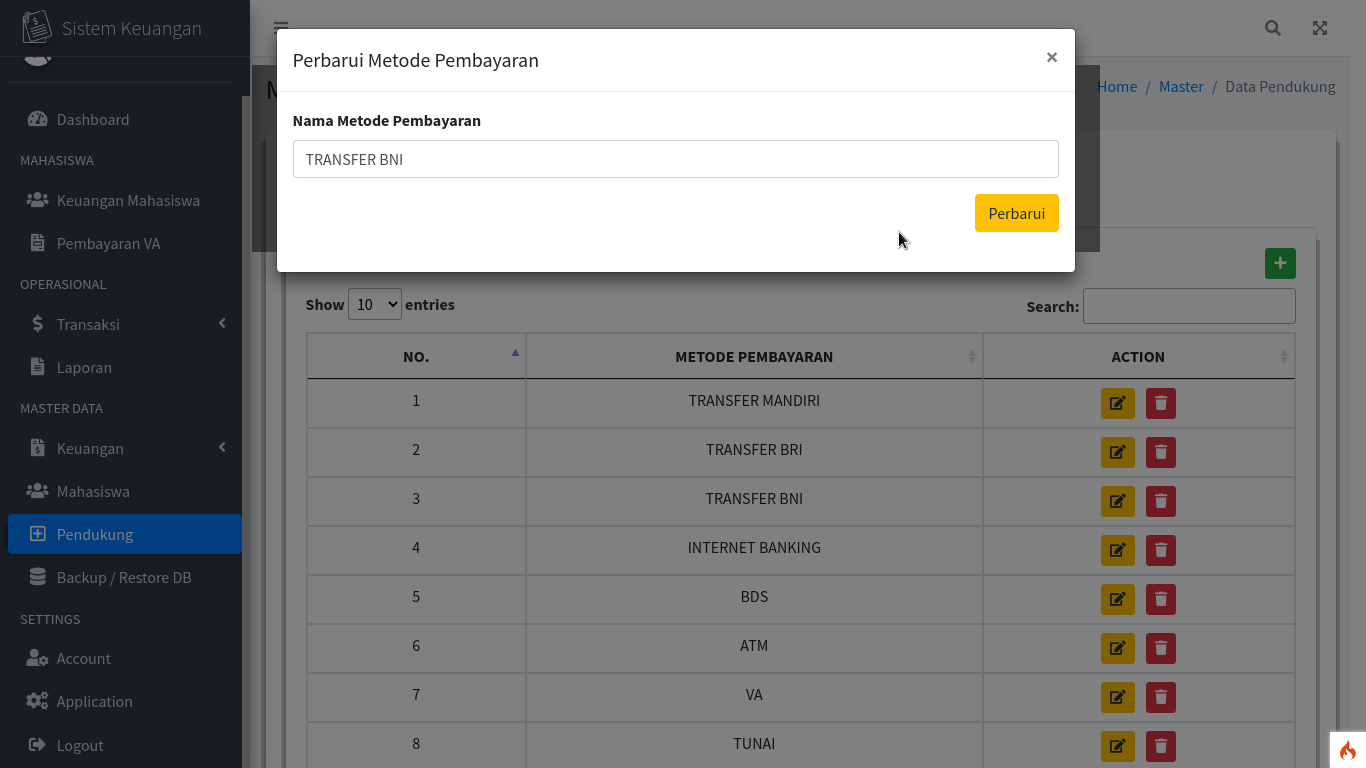 Sistem Keuangan
Perbarui Metode Pembayaran
×
Home / Master / Data Pendukung
Nama Metode Pembayaran
TRANSFER BNI
Perbarui
Dashboard
MAHASISWA
Keuangan Mahasiswa
Pembayaran VA
OPERASIONAL
Transaksi
Laporan
MASTER DATA
Keuangan
Mahasiswa
Pendukung
Backup / Restore DB
SETTINGS
Account
Application
Logout
Show 10 entries
Search:
NO. METODE PEMBAYARAN ACTION
1 TRANSFER MANDIRI
2 TRANSFER BRI
3 TRANSFER BNI
4 INTERNET BANKING
5 BDS
6 ATM
7 VA
8 TUNAI